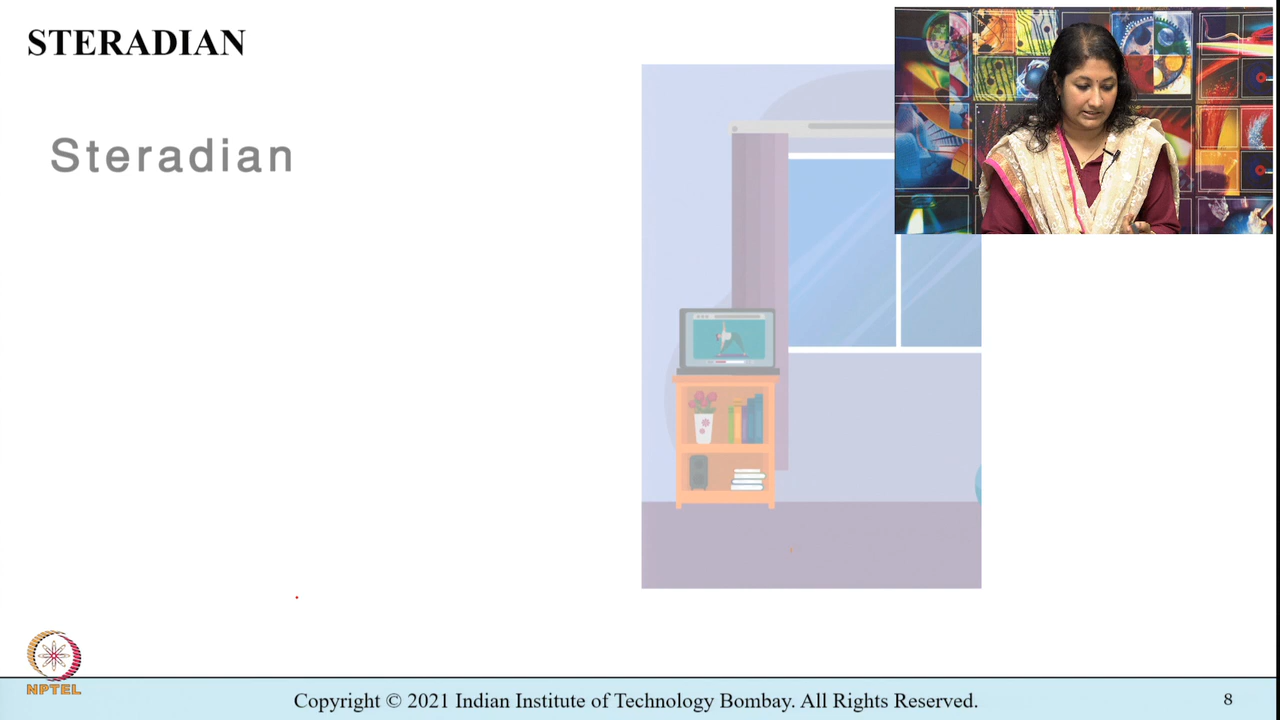 STERADIAN
Steradian
NPTEL
Copyright © 2021 Indian Institute of Technology Bombay. All Rights Reserved.
8